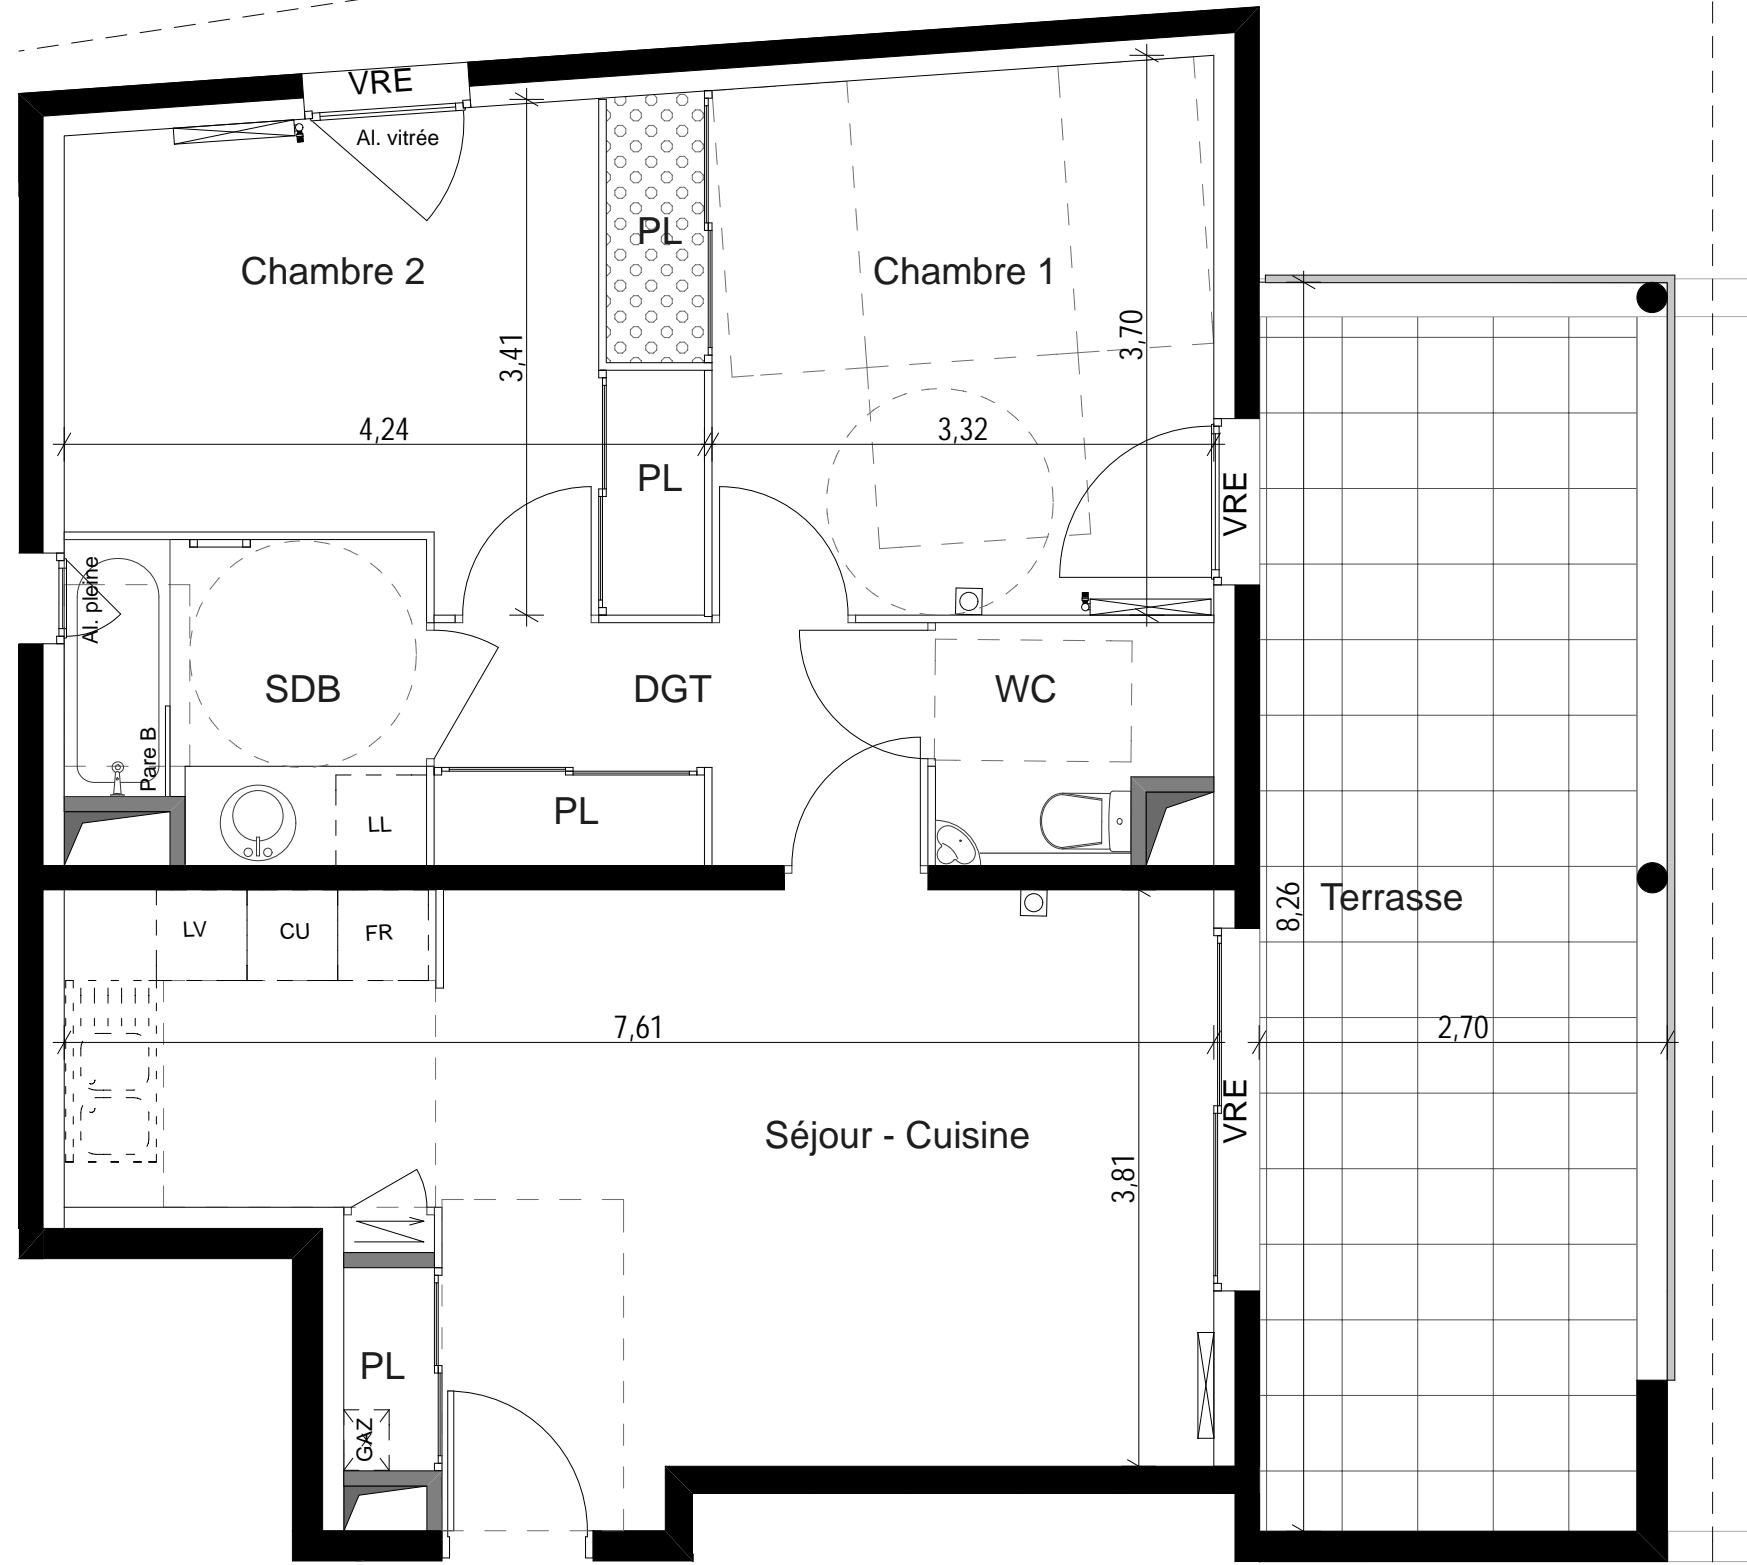 VRE
Al. vitrée
PL
Chambre 2
Chambre 1
3,41
3,70
4,24
3,32
PL
VRE
Al. pleine
SDB
DGT
WC
Pare B
PL
LL
8,26
Terrasse
LV
CU
FR
7,61
2,70
VRE
Séjour - Cuisine
3,81
PL
GAZ